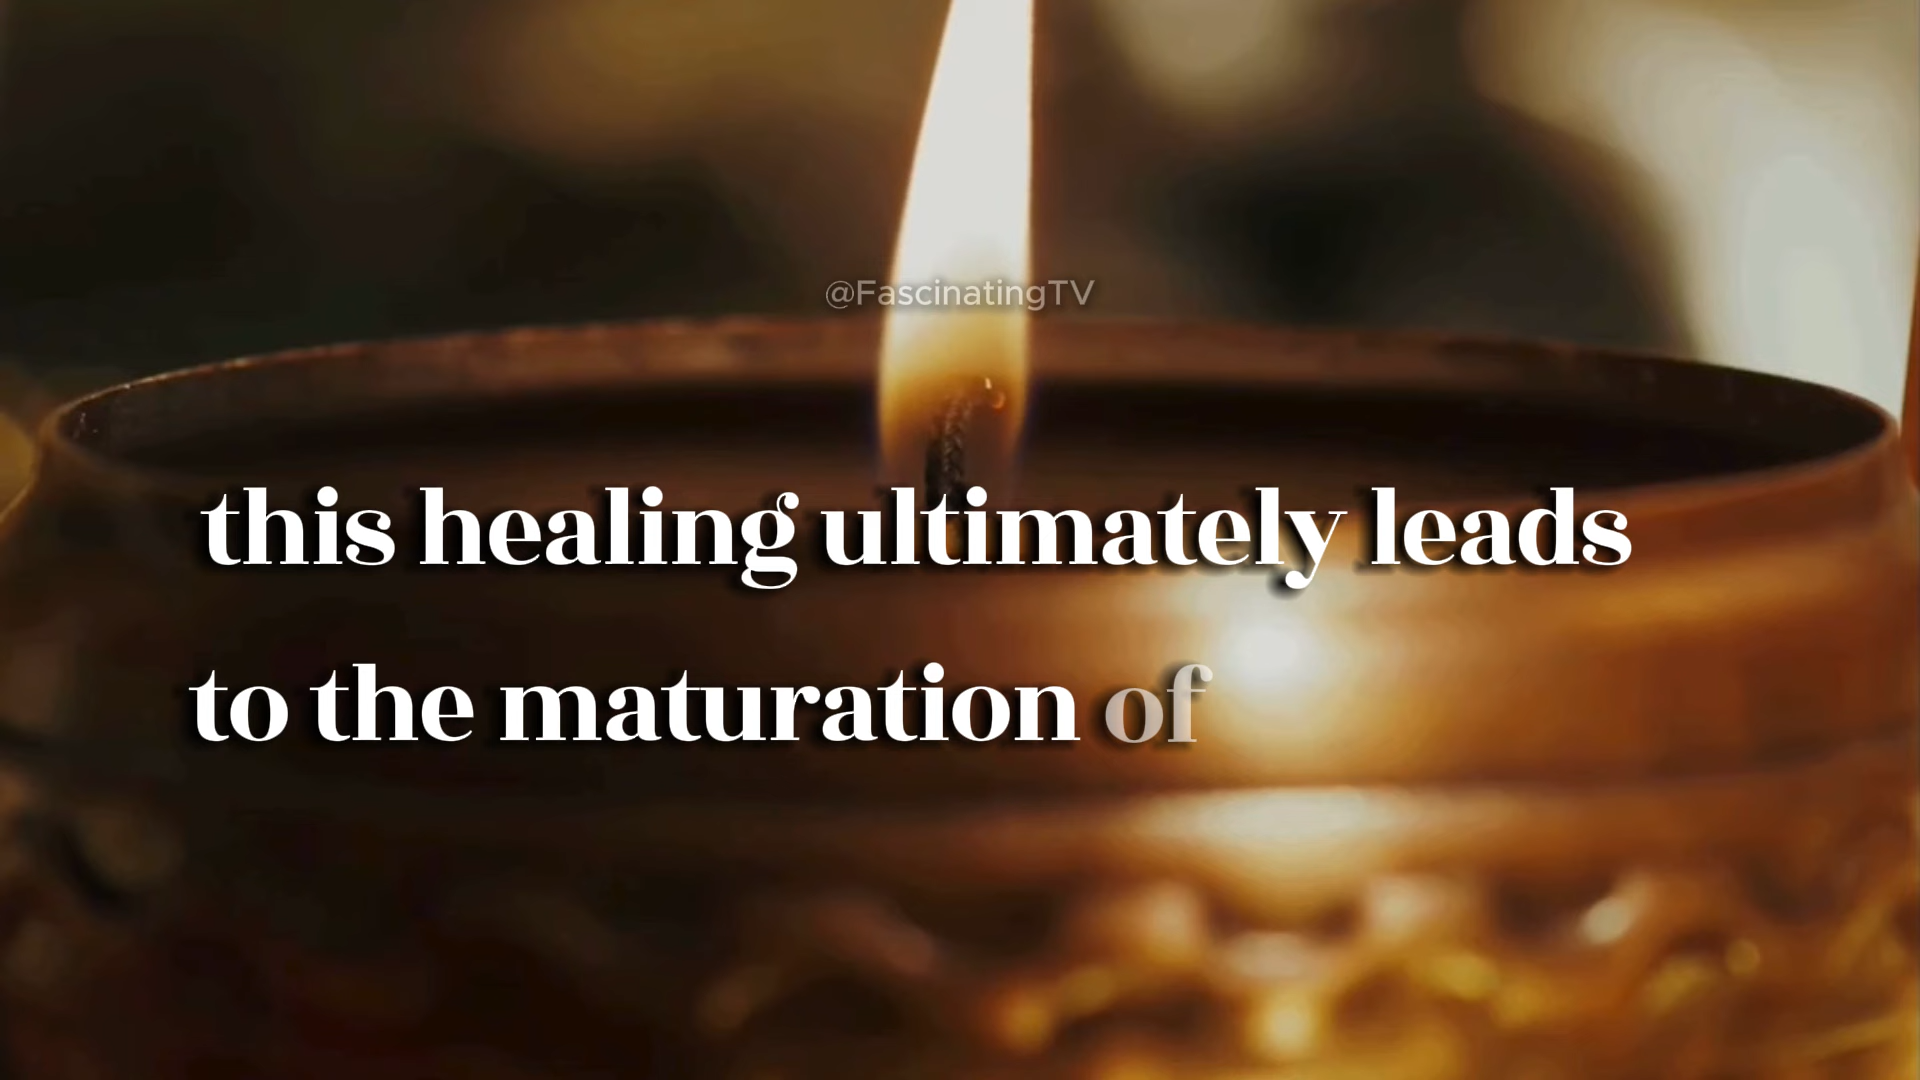 @FascinatingTV
this healing ultimately leads
to the maturation of